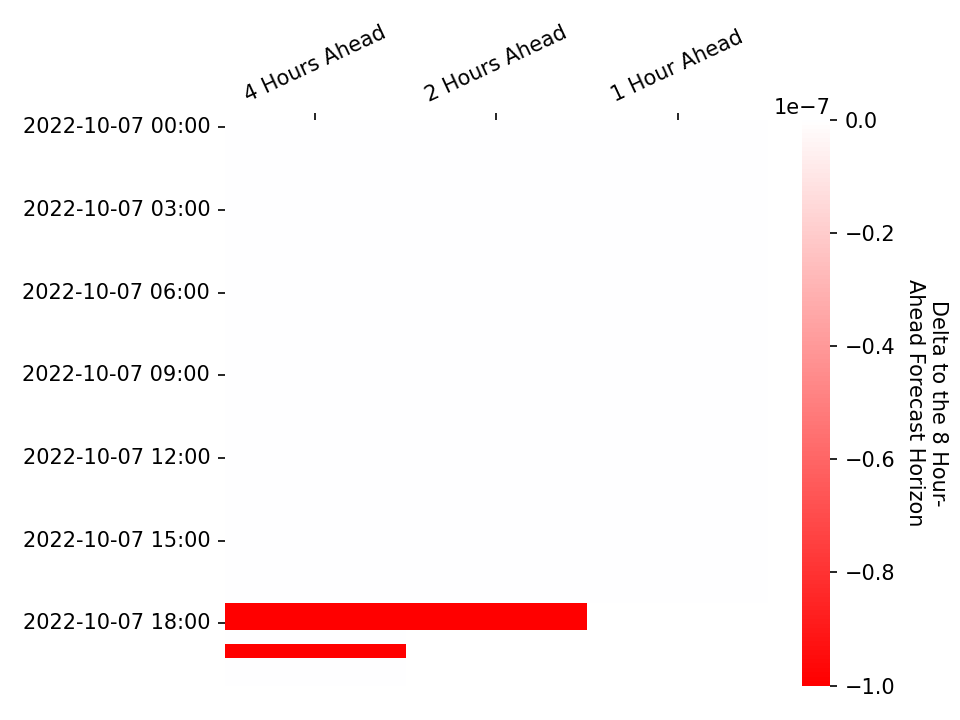 4 Hours Ahead
2 Hours Ahead
1 Hour Ahead
1e−7
2022-10-07 00:00
2022-10-07 03:00
2022-10-07 06:00
2022-10-07 09:00
2022-10-07 12:00
2022-10-07 15:00
2022-10-07 18:00
0.0
−0.2
−0.4
−0.6
−0.8
−1.0
Delta to the 8 Hour-
Ahead Forecast Horizon